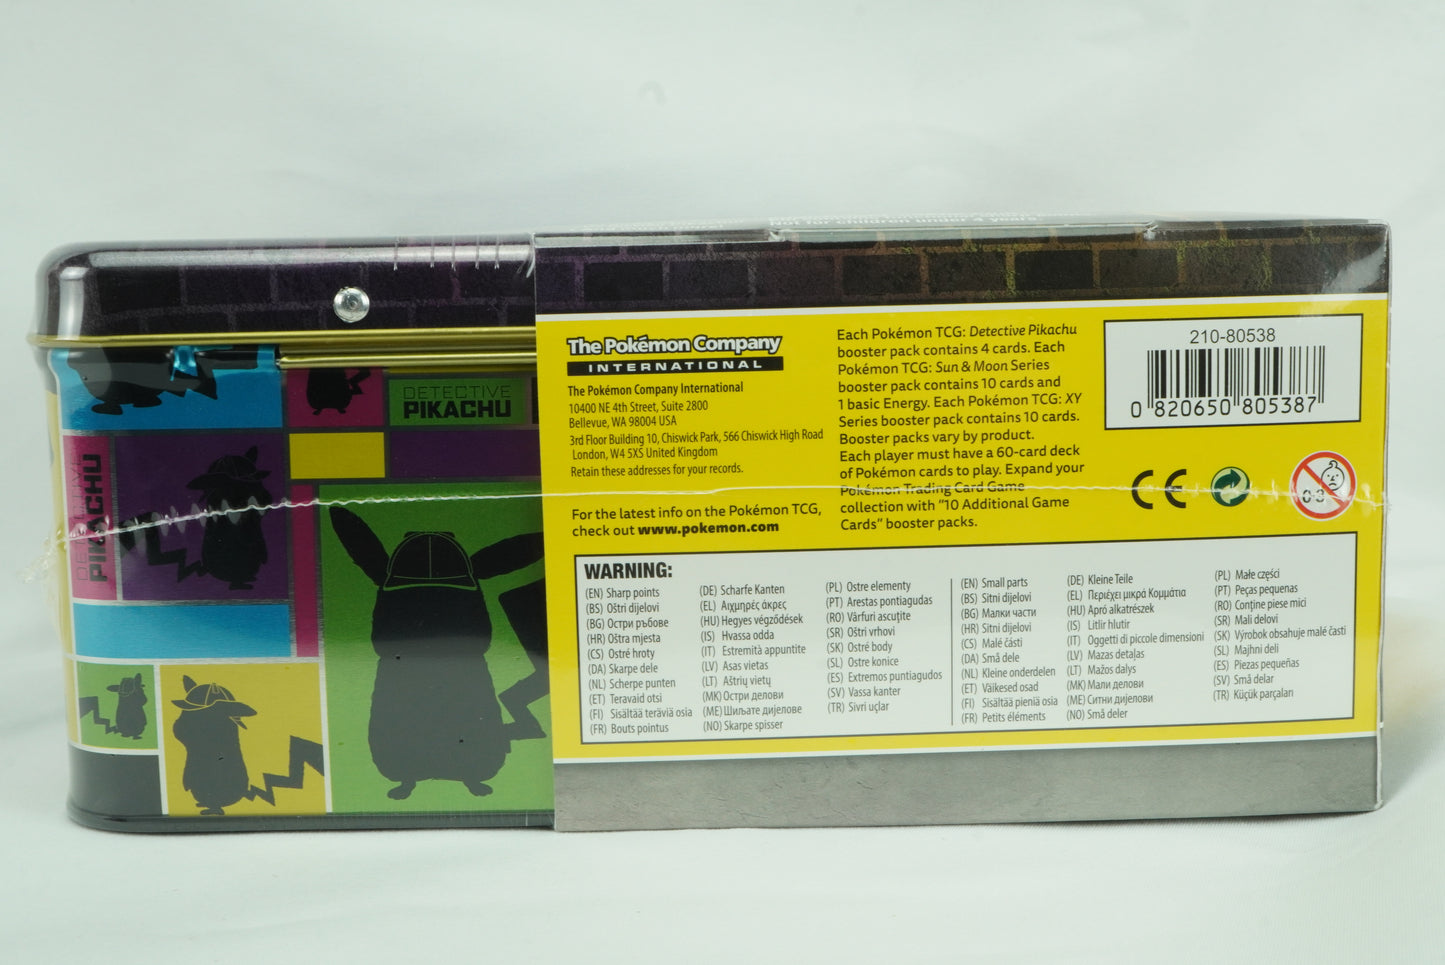 Not for children under 4 years.
The Pokémon Company
INTERNATIONAL
The Pokémon Company International
10400 NE 4th Street, Suite 2800
Bellevue, WA 98004 USA
3rd Floor Building 10, Chiswick Park, 566 Chiswick High Road
London, W4 5XS United Kingdom
Retain these addresses for your records.
For the latest info on the Pokémon TCG,
check out www.pokemon.com
Each Pokémon TCG: Detective Pikachu
booster pack contains 4 cards. Each
Pokémon TCG: Sun & Moon Series
booster pack contains 10 cards and
1 basic Energy. Each Pokémon TCG: XY
Series booster pack contains 10 cards.
Booster packs vary by product.
Each player must have a 60-card deck
of Pokémon cards to play. Expand your
Pokémon Trading Card Game
collection with "10 Additional Game
Cards" booster packs.
210-80538
0 820650 805387
CE
0-3
DETECTIVE
PIKACHU
DETECTIVE
PIKACHU
WARNING:
(EN) Sharp points
(BS) Oštri dijelovi
(BG) Остри ръбове
(HR) Oštra mjesta
(CS) Ostré hroty
(DA) Skarpe dele
(NL) Scherpe punten
(ET) Teravaid otsi
(FI) Sisältää teräviä osia
(FR) Bouts pointus
(DE) Scharfe Kanten
(EL) Αιχμηρές άκρες
(HU) Hegyes végződések
(IS) Hvassa odda
(IT) Estremità appuntite
(LV) Asas vietas
(LT) Aštrių vietų
(MK) Остри делови
(ME) Шиљате дијелове
(NO) Skarpe spisser
(PL) Ostre elementy
(PT) Arestas pontiagudas
(RO) Vârfuri ascuțite
(SR) Oštri vrhovi
(SK) Ostré body
(SL) Ostre konice
(ES) Extremos puntiagudos
(SV) Vassa kanter
(TR) Sivri uçlar
(EN) Small parts
(BS) Sitni dijelovi
(BG) Малки части
(HR) Sitni dijelovi
(CS) Malé části
(DA) Små dele
(NL) Kleine onderdelen
(ET) Väikesed osad
(FI) Sisältää pieniä osia
(FR) Petits éléments
(DE) Kleine Teile
(EL) Περιέχει μικρά Κομμάτια
(HU) Apró alkatrészek
(IS) Litlir hlutir
(IT) Oggetti di piccole dimensioni
(LV) Mazas detaļas
(LT) Mažos dalys
(MK) Мали делови
(ME) Ситни дијелови
(NO) Små deler
(PL) Małe części
(PT) Peças pequenas
(RO) Conține piese mici
(SR) Mali delovi
(SK) Výrobok obsahuje malé časti
(SL) Majhni deli
(ES) Piezas pequeñas
(SV) Små delar
(TR) Küçük parçaları